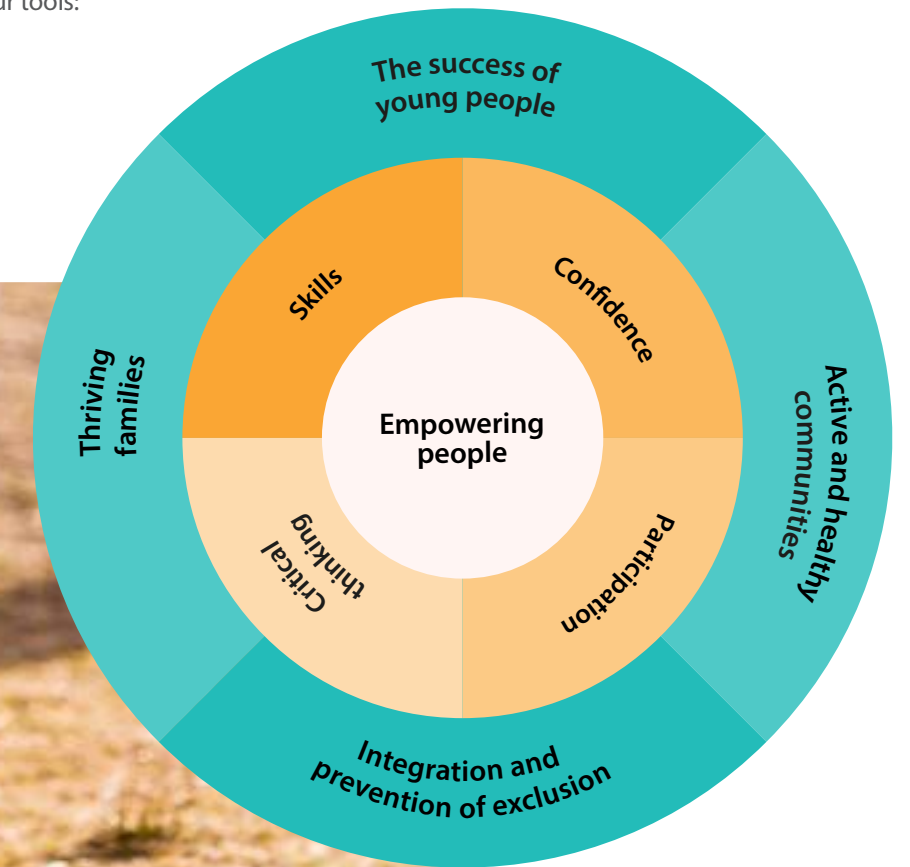 ur tools:
The success of
young people
Skills
Confidence
Thriving
families
Empowering
people
Active and healthy
communities
Critical
thinking
Participation
Integration and
prevention of exclusion